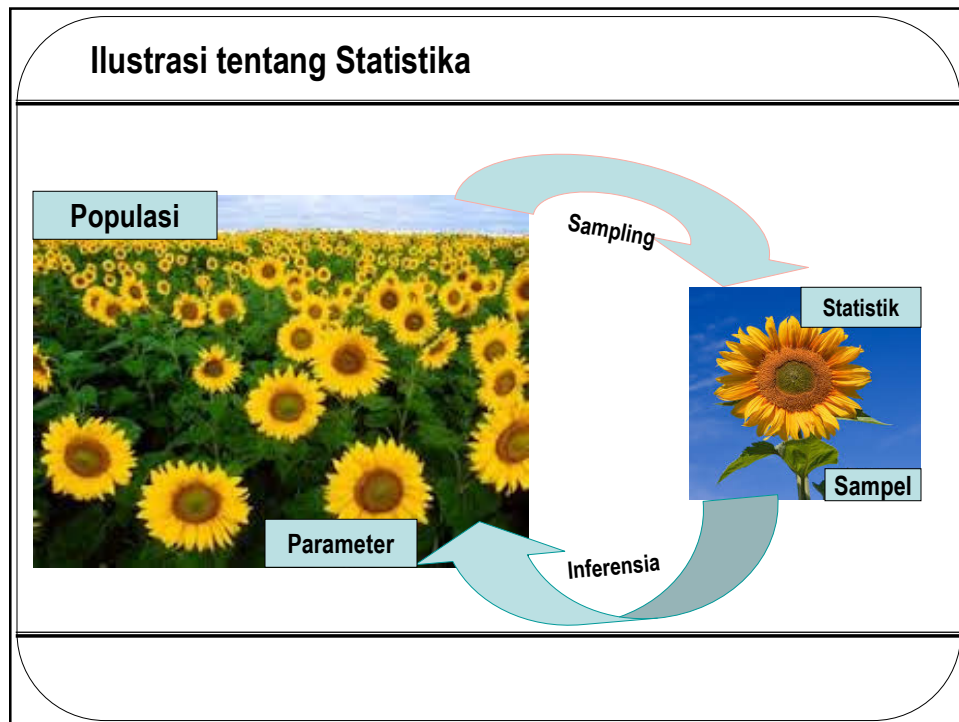 Ilustrasi tentang Statistika
Populasi
Sampling
Statistik
Sampel
Parameter
Inferensia